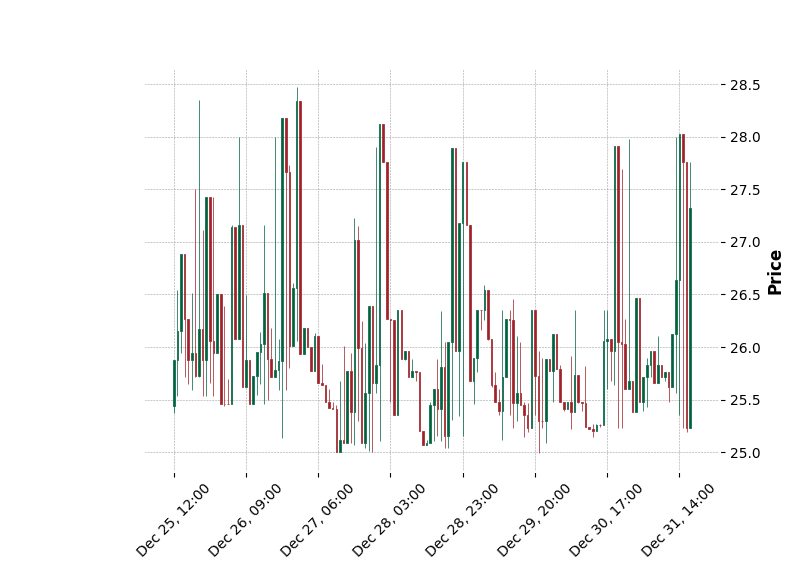 28.5
28.0
27.5
27.0
26.5
26.0
25.5
25.0
Price
Dec 25, 12:00
Dec 26, 09:00
Dec 27, 06:00
Dec 28, 03:00
Dec 28, 23:00
Dec 29, 20:00
Dec 30, 17:00
Dec 31, 14:00